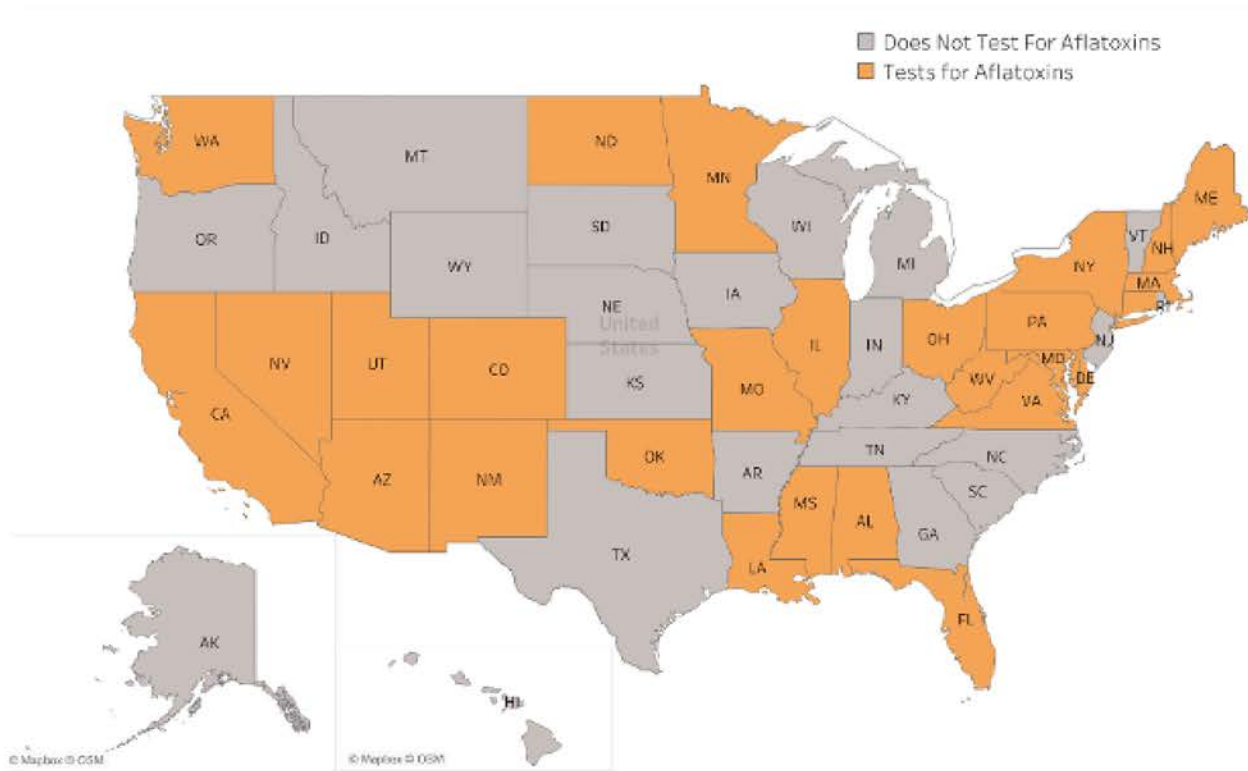 Does Not Test For Aflatoxins
Tests for Aflatoxins
WA
MT
ND
MN
OR
ID
WY
SD
WI
MI
NY
VT
NH
ME
MA
RI
IA
NE
United
States
PA
NJ
NV
UT
CO
KS
MO
IL
IN
OH
WV
MD
DE
VA
KY
CA
AZ
NM
OK
AR
TN
NC
SC
MS
AL
GA
TX
LA
FL
AK
HI
© Mapbox © OSM
© Mapbox © OSM